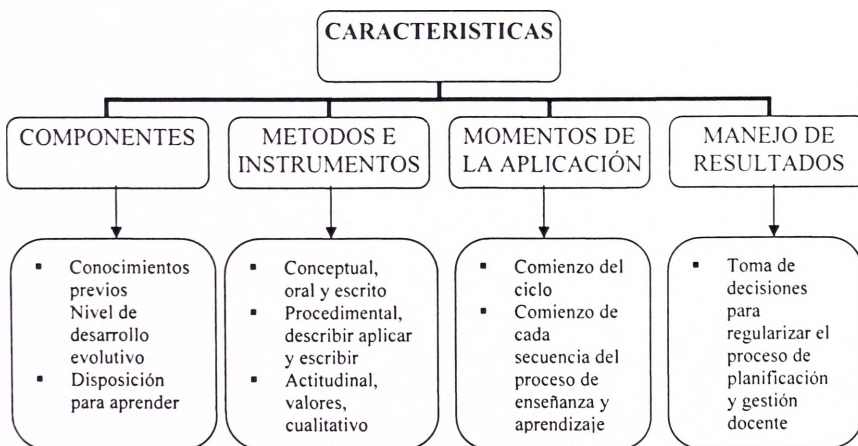 CARACTERISTICAS
COMPONENTES
METODOS E
INSTRUMENTOS
MOMENTOS DE
LA APLICACIÓN
MANEJO DE
RESULTADOS
▪ Conocimientos
previos
Nivel de
desarrollo
evolutivo
▪ Disposición
para aprender
▪ Conceptual,
oral y escrito
▪ Procedimental,
describir aplicar
y escribir
▪ Actitudinal,
valores,
cualitativo
▪ Comienzo del
ciclo
▪ Comienzo de
cada
secuencia del
proceso de
enseñanza y
aprendizaje
▪ Toma de
decisiones
para
regularizar el
proceso de
planificación
y gestión
docente